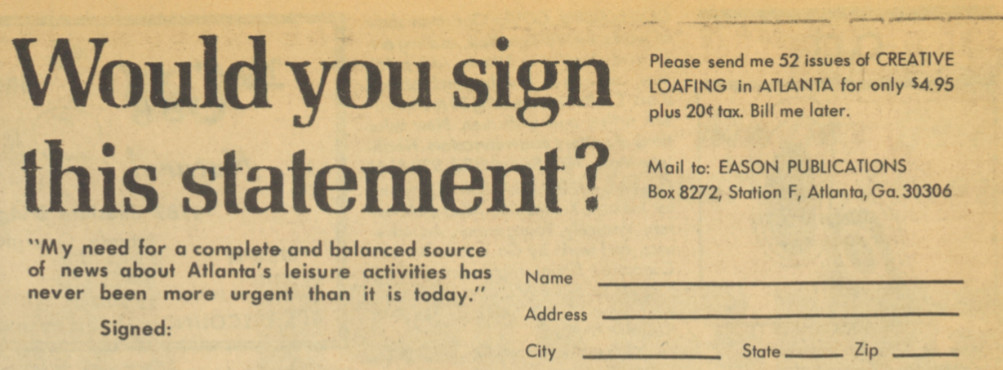 Would you sign
this statement?
"My need for a complete and balanced source
of news about Atlanta's leisure activities has
never been more urgent than it is today."
Signed:
Please send me 52 issues of CREATIVE
LOAFING in ATLANTA for only $4.95
plus 20¢ tax. Bill me later.
Mail to: EASON PUBLICATIONS
Box 8272, Station F, Atlanta, Ga. 30306
Name
Address
City State Zip